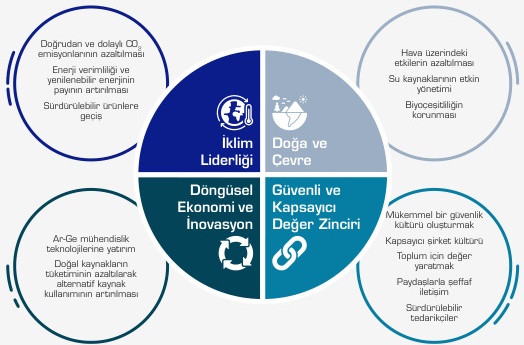 Doğrudan ve dolaylı CO₂
emisyonlarının azaltılması
Enerji verimliliği ve
yenilenebilir enerjinin
payının artırılması
Sürdürülebilir ürünlere
geçiş
Hava üzerindeki
etkilerin azaltılması
Su kaynaklarının etkin
yönetimi
Biyoçeşitliliğin
korunması
İklim
Liderliği
Doğa ve
Çevre
Döngüsel
Ekonomi ve
İnovasyon
Güvenli ve
Kapsayıcı
Değer Zinciri
Ar-Ge mühendislik
teknolojilerine yatırım
Doğal kaynakların
tüketiminin azaltılarak
alternatif kaynak
kullanımının artırılması
Mükemmel bir güvenlik
kültürü oluşturmak
Kapsayıcı şirket kültürü
Toplum için değer
yaratmak
Paydaşlarla şeffaf
iletişim
Sürdürülebilir
tedarikçiler